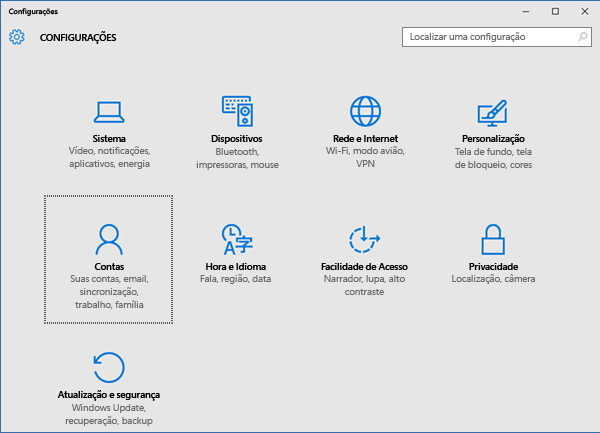 Configurações
CONFIGURAÇÕES
Localizar uma configuração
Sistema
Vídeo, notificações,
aplicativos, energia
Dispositivos
Bluetooth,
impressoras, mouse
Rede e Internet
Wi-Fi, modo avião,
VPN
Personalização
Tela de fundo, tela
de bloqueio, cores
Contas
Suas contas, email,
sincronização,
trabalho, família
Hora e Idioma
Fala, região, data
Facilidade de Acesso
Narrador, lupa, alto
contraste
Privacidade
Localização, câmera
Atualização e segurança
Windows Update,
recuperação, backup